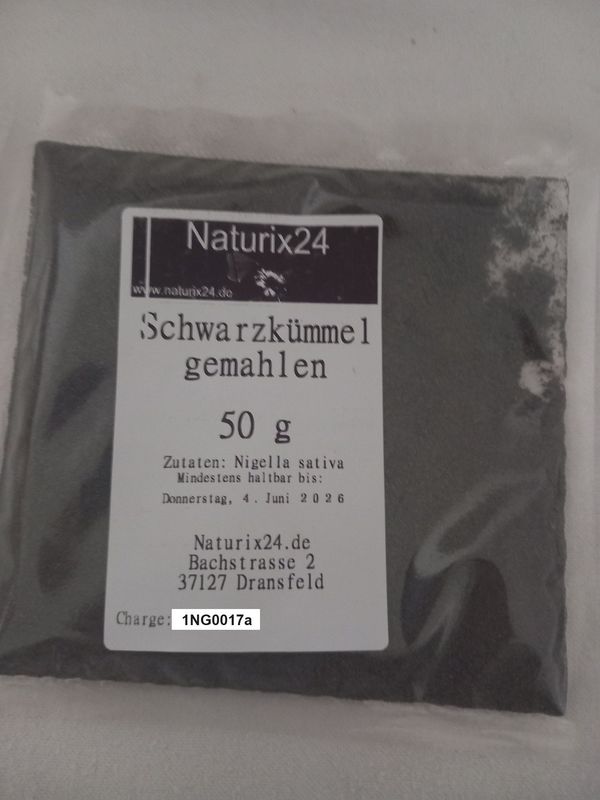 Naturix24
www.naturix24.de
Schwarzkümmel
gemahlen
50 g
Zutaten: Nigella sativa
Mindestens haltbar bis:
Donnerstag, 4. Juni 2026
Naturix24.de
Bachstrasse 2
37127 Dransfeld
Charge: 1NG0017a